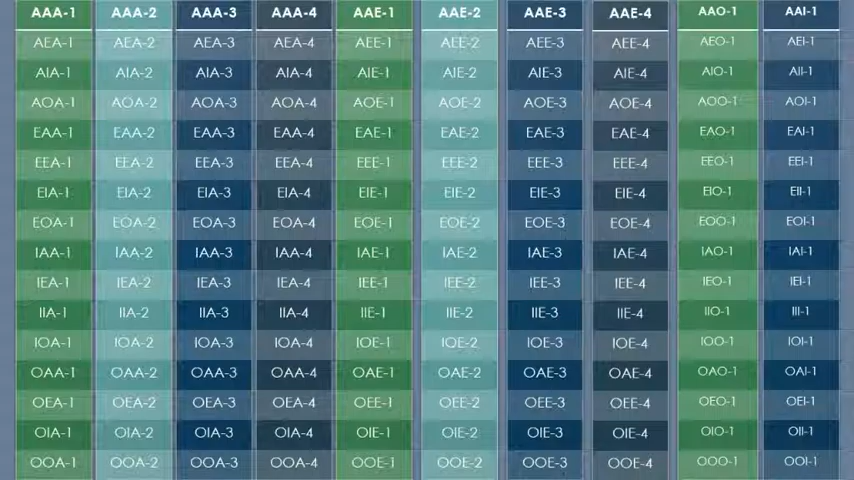 AAA-1 AAA-2 AAA-3 AAA-4 AAE-1 AAE-2 AAE-3 AAE-4 AAO-1 AAI-1
AEA-1 AEA-2 AEA-3 AEA-4 AEE-1 AEE-2 AEE-3 AEE-4 AEO-1 AEI-1
AIA-1 AIA-2 AIA-3 AIA-4 AIE-1 AIE-2 AIE-3 AIE-4 AIO-1 AII-1
AOA-1 AOA-2 AOA-3 AOA-4 AOE-1 AOE-2 AOE-3 AOE-4 AOO-1 AOI-1
EAA-1 EAA-2 EAA-3 EAA-4 EAE-1 EAE-2 EAE-3 EAE-4 EAO-1 EAI-1
EEA-1 EEA-2 EEA-3 EEA-4 EEE-1 EEE-2 EEE-3 EEE-4 EEO-1 EEI-1
EIA-1 EIA-2 EIA-3 EIA-4 EIE-1 EIE-2 EIE-3 EIE-4 EIO-1 EII-1
EOA-1 EOA-2 EOA-3 EOA-4 EOE-1 EOE-2 EOE-3 EOE-4 EOO-1 EOI-1
IAA-1 IAA-2 IAA-3 IAA-4 IAE-1 IAE-2 IAE-3 IAE-4 IAO-1 IAI-1
IEA-1 IEA-2 IEA-3 IEA-4 IEE-1 IEE-2 IEE-3 IEE-4 IEO-1 IEI-1
IIA-1 IIA-2 IIA-3 IIA-4 IIE-1 IIE-2 IIE-3 IIE-4 IIO-1 III-1
IOA-1 IOA-2 IOA-3 IOA-4 IOE-1 IOE-2 IOE-3 IOE-4 IOO-1 IOI-1
OAA-1 OAA-2 OAA-3 OAA-4 OAE-1 OAE-2 OAE-3 OAE-4 OAO-1 OAI-1
OEA-1 OEA-2 OEA-3 OEA-4 OEE-1 OEE-2 OEE-3 OEE-4 OEO-1 OEI-1
OIA-1 OIA-2 OIA-3 OIA-4 OIE-1 OIE-2 OIE-3 OIE-4 OIO-1 OII-1
OOA-1 OOA-2 OOA-3 OOA-4 OOE-1 OOE-2 OOE-3 OOE-4 OOO-1 OOI-1